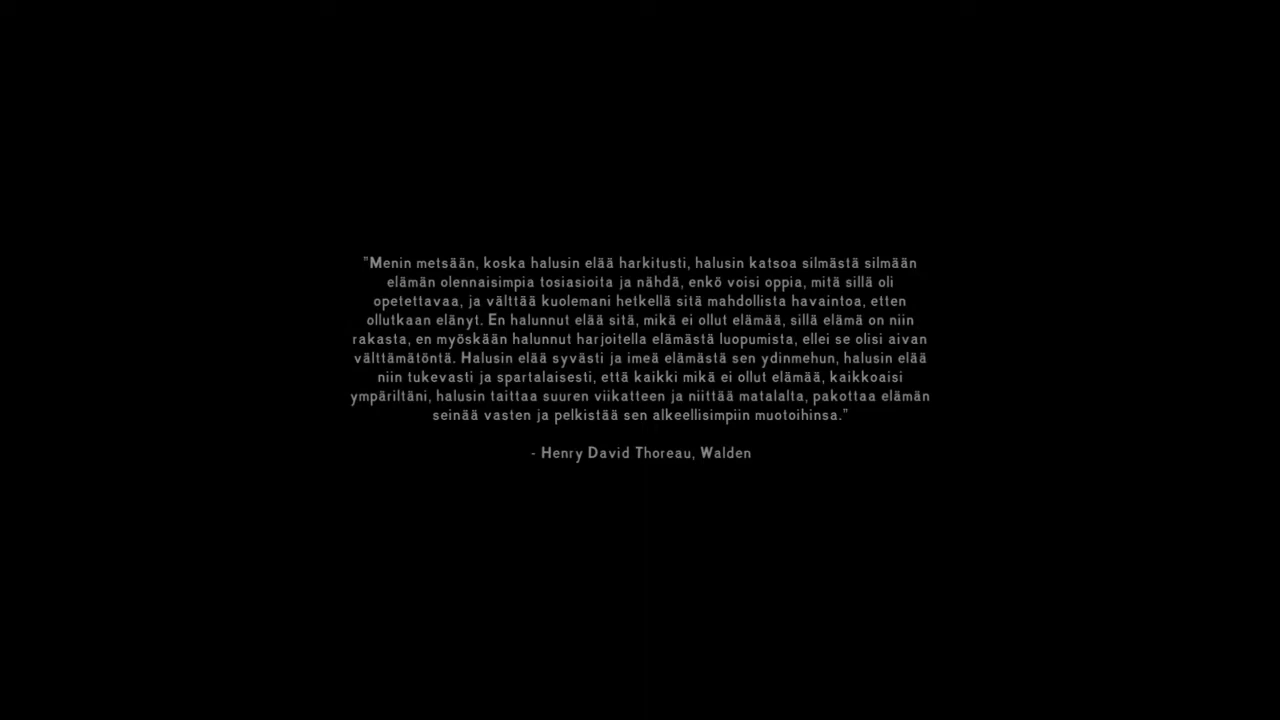 "Menin metsään, koska halusin elää harkitusti, halusin katsoa silmästä silmään
elämän olennaisimpia tosiasioita ja nähdä, enkö voisi oppia, mitä sillä oli
opetettavaa, ja välttää kuolemani hetkellä sitä mahdollista havaintoa, etten
ollutkaan elänyt. En halunnut elää sitä, mikä ei ollut elämää, sillä elämä on niin
rakasta, en myöskään halunnut harjoitella elämästä luopumista, ellei se olisi aivan
välttämätöntä. Halusin elää syvästi ja imeä elämästä sen ydinmehun, halusin elää
niin tukevasti ja spartalaisesti, että kaikki mikä ei ollut elämää, kaikkoaisi
ympäriltäni, halusin taittaa suuren viikatteen ja niittää matalalta, pakottaa elämän
seinää vasten ja pelkistää sen alkeellisimpiin muotoihinsa."
- Henry David Thoreau, Walden